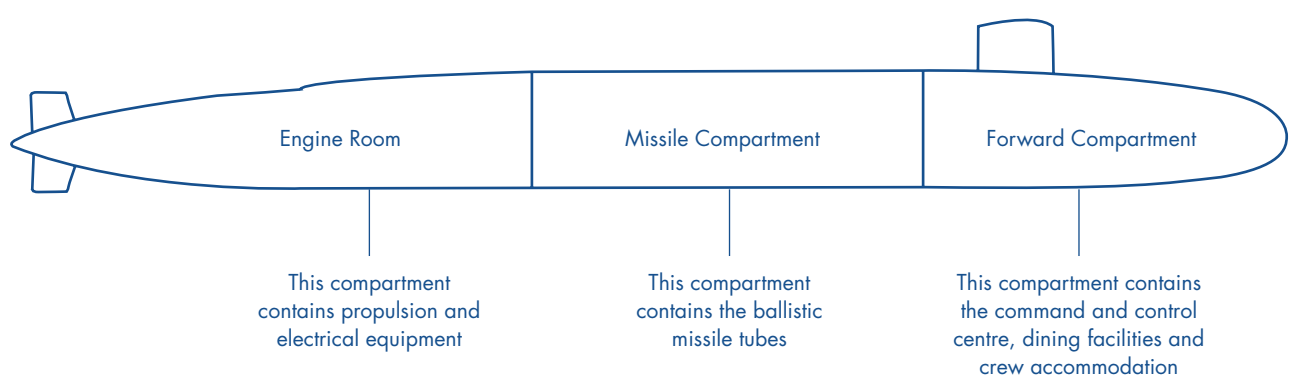 Engine Room
Missile Compartment
Forward Compartment
This compartment
contains propulsion and
electrical equipment
This compartment
contains the ballistic
missile tubes
This compartment contains
the command and control
centre, dining facilities and
crew accommodation